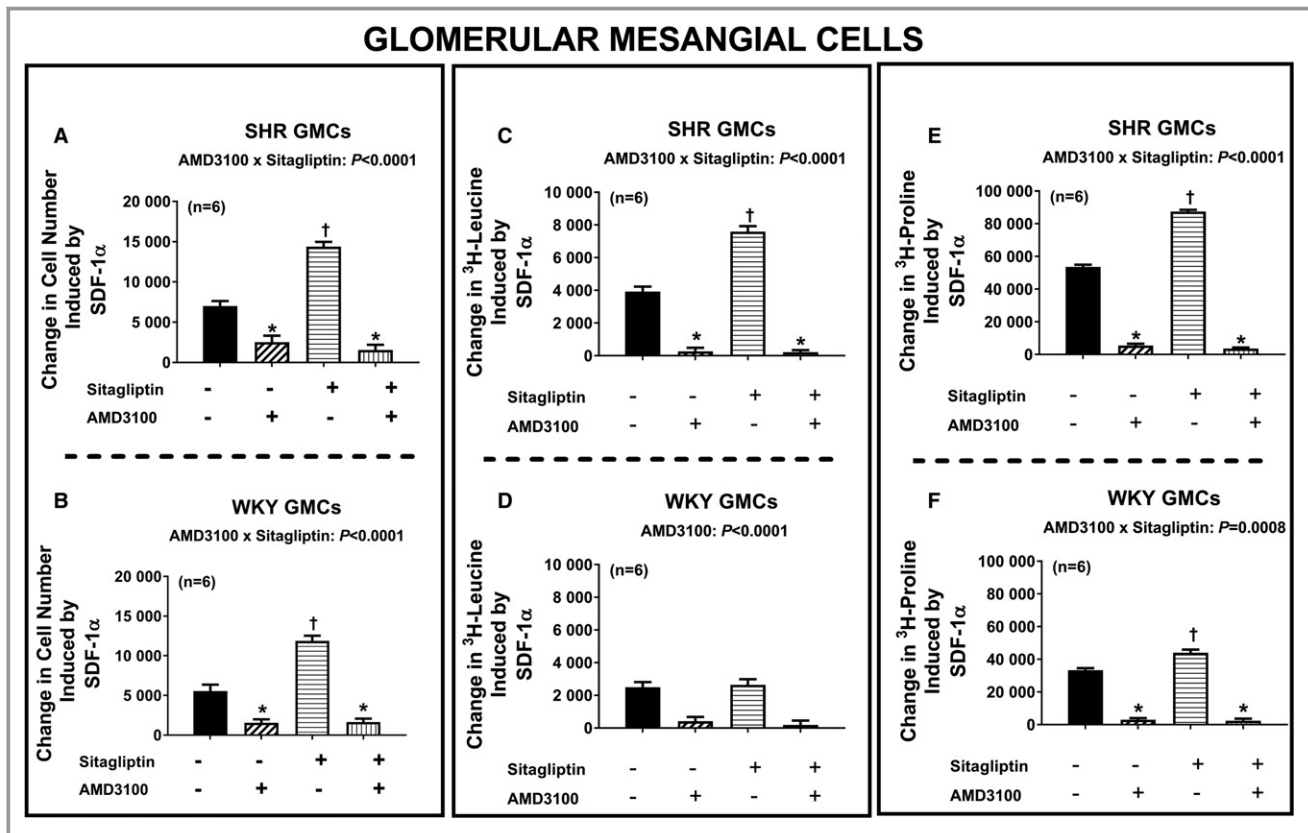 GLOMERULAR MESANGIAL CELLS
A
SHR GMCs
AMD3100 x Sitagliptin: P<0.0001
Change in Cell Number
Induced by
SDF-1α
(n=6)
20 000
15 000
10 000
5 000
0
*
†
*
Sitagliptin - - + +
AMD3100 - + - +
B
WKY GMCs
AMD3100 x Sitagliptin: P<0.0001
Change in Cell Number
Induced by
SDF-1α
(n=6)
20 000
15 000
10 000
5 000
0
*
†
*
Sitagliptin - - + +
AMD3100 - + - +
C
SHR GMCs
AMD3100 x Sitagliptin: P<0.0001
Change in ³H-Leucine
Induced by
SDF-1α
(n=6)
10 000
8 000
6 000
4 000
2 000
0
*
†
*
Sitagliptin - - + +
AMD3100 - + - +
D
WKY GMCs
AMD3100: P<0.0001
Change in ³H-Leucine
Induced by
SDF-1α
(n=6)
10 000
8 000
6 000
4 000
2 000
0
Sitagliptin - - + +
AMD3100 - + - +
E
SHR GMCs
AMD3100 x Sitagliptin: P<0.0001
Change in ³H-Proline
Induced by
SDF-1α
(n=6)
100 000
80 000
60 000
40 000
20 000
0
*
†
*
Sitagliptin - - + +
AMD3100 - + - +
F
WKY GMCs
AMD3100 x Sitagliptin: P=0.0008
Change in ³H-Proline
Induced by
SDF-1α
(n=6)
100 000
80 000
60 000
40 000
20 000
0
*
†
*
Sitagliptin - - + +
AMD3100 - + - +